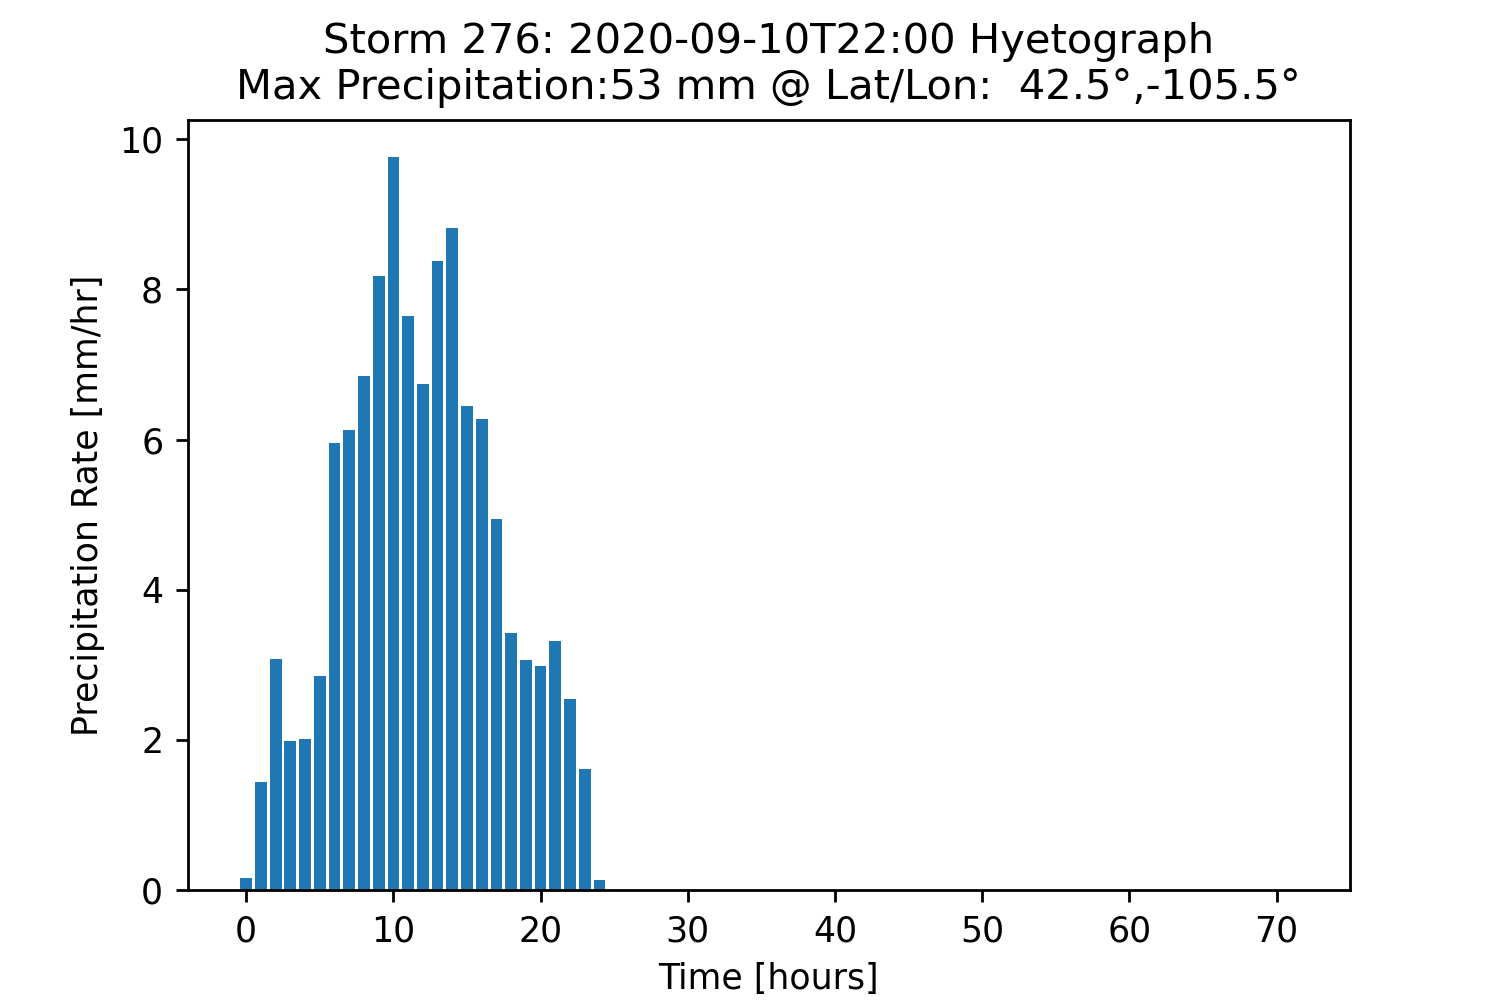 Storm 276: 2020-09-10T22:00 Hyetograph
Max Precipitation:53 mm @ Lat/Lon:  42.5°,-105.5°
10
8
6
4
2
0
Precipitation Rate [mm/hr]
0 10 20 30 40 50 60 70
Time [hours]